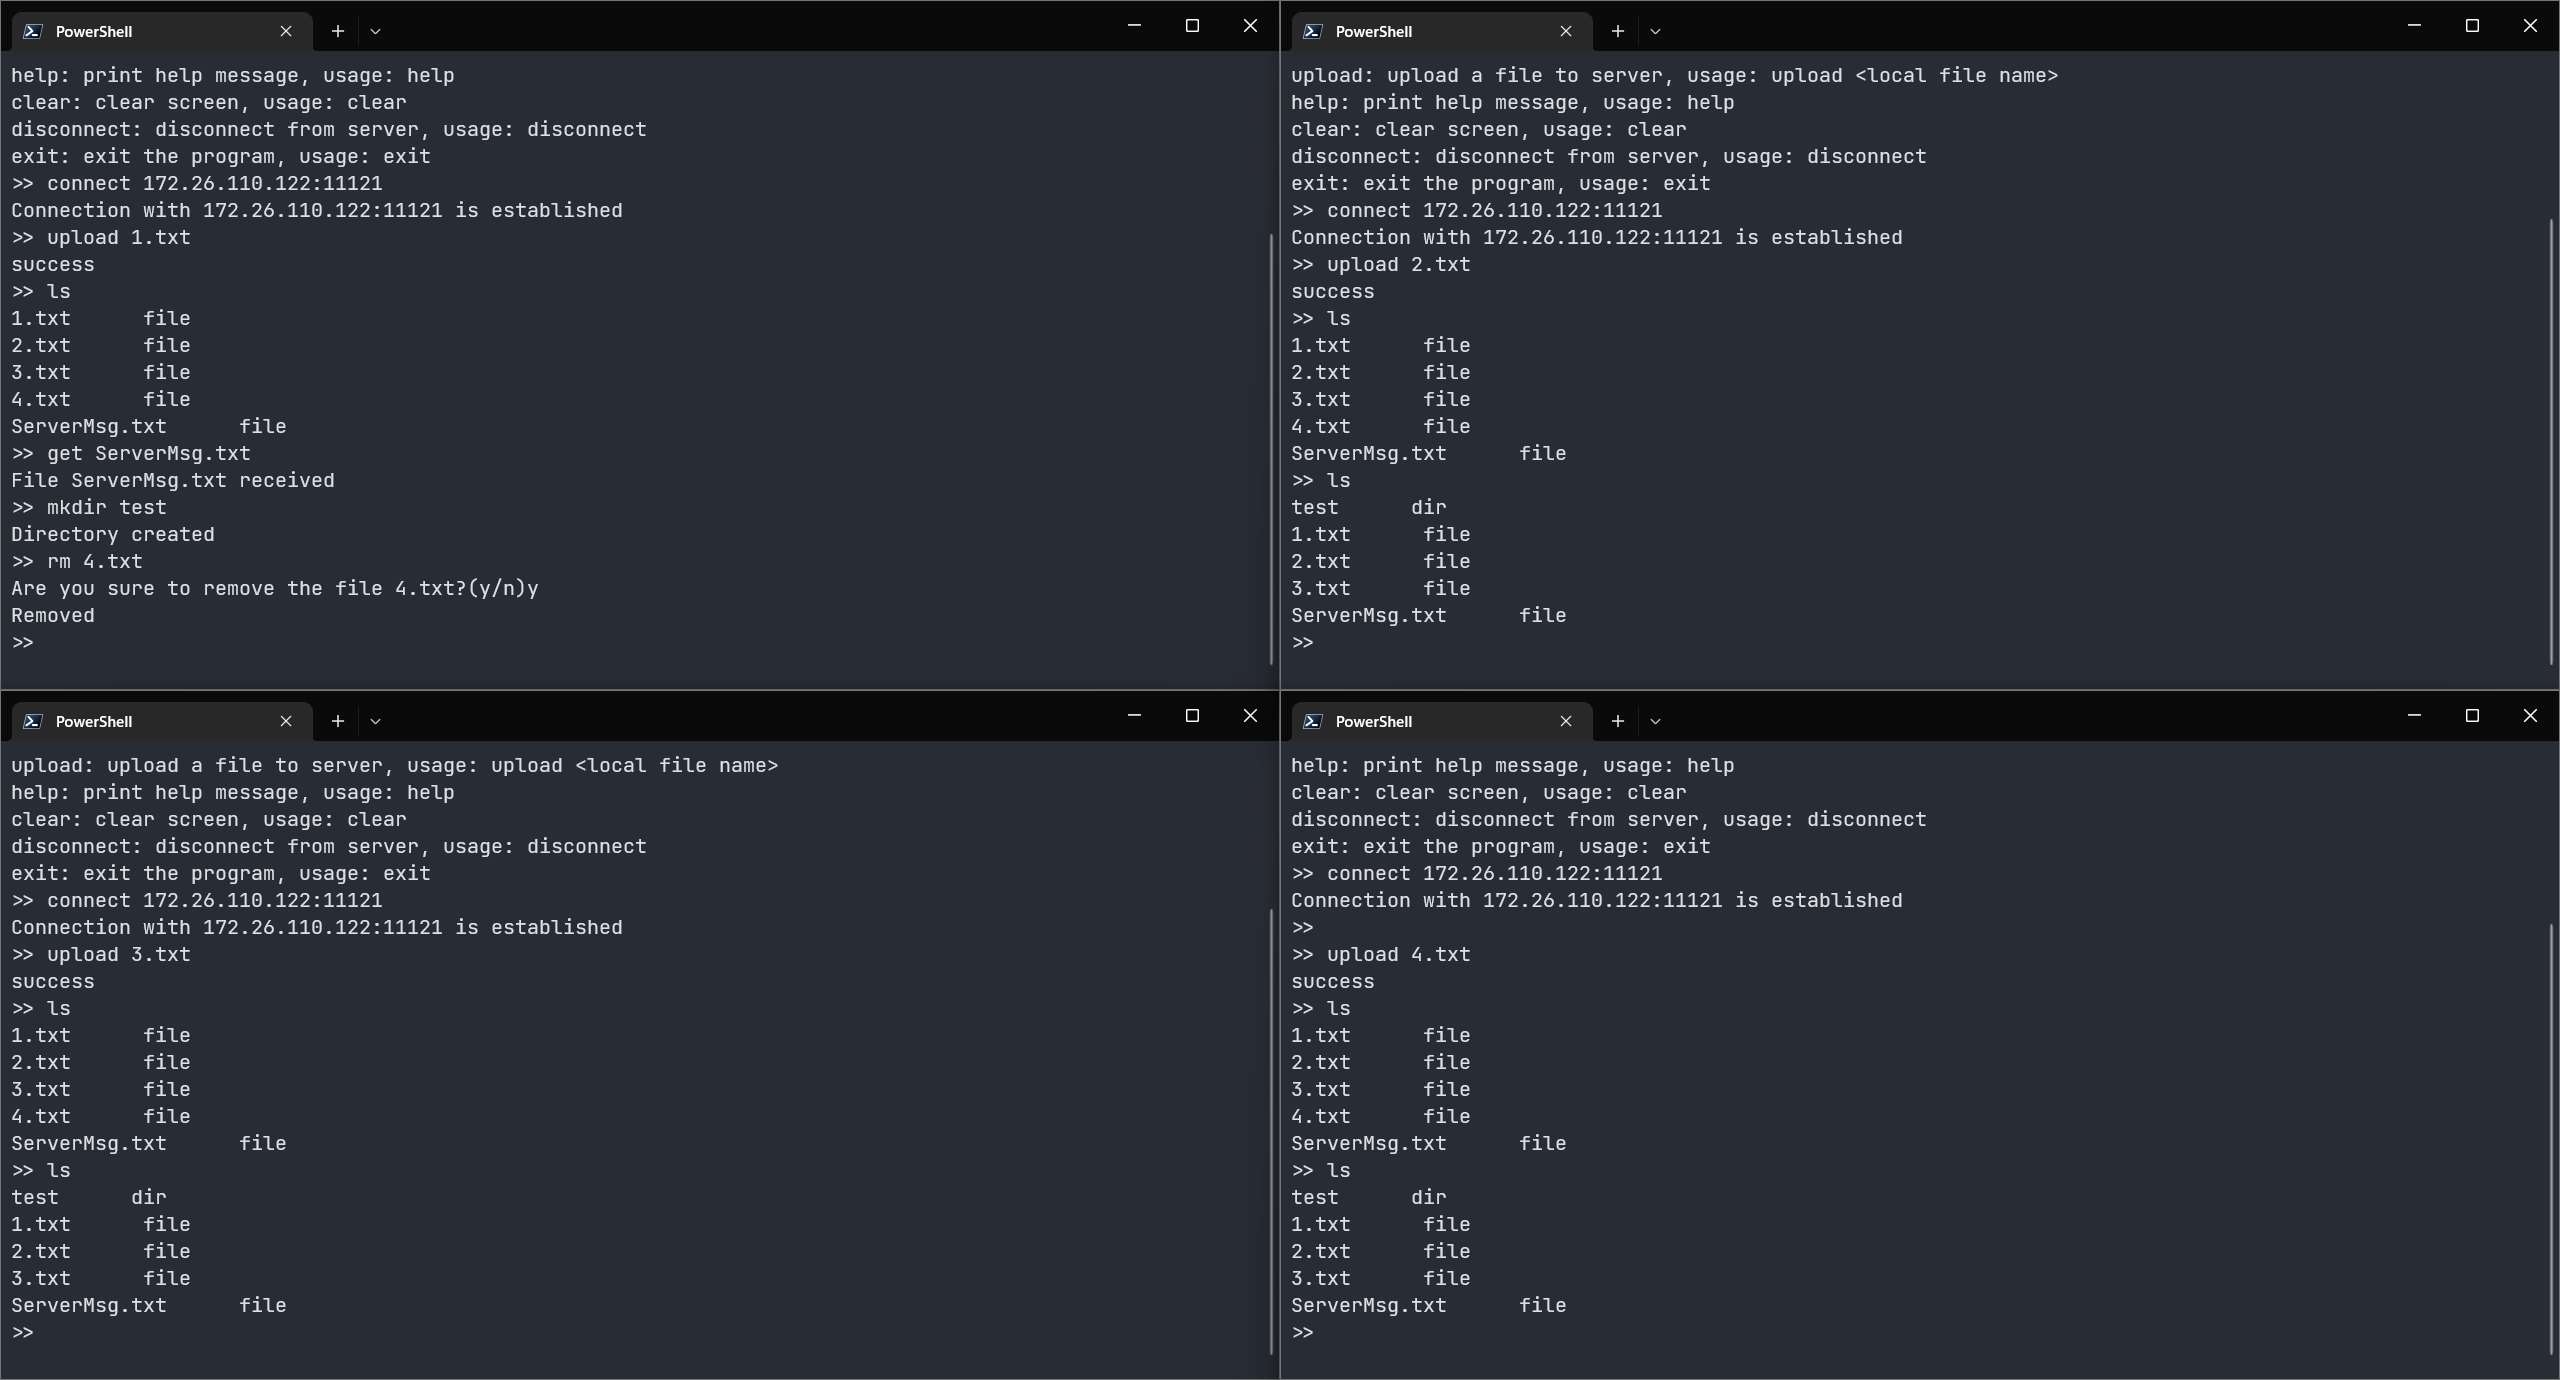 PowerShell
help: print help message, usage: help
clear: clear screen, usage: clear
disconnect: disconnect from server, usage: disconnect
exit: exit the program, usage: exit
>> connect 172.26.110.122:11121
Connection with 172.26.110.122:11121 is established
>> upload 1.txt
success
>> ls
1.txt      file
2.txt      file
3.txt      file
4.txt      file
ServerMsg.txt      file
>> get ServerMsg.txt
File ServerMsg.txt received
>> mkdir test
Directory created
>> rm 4.txt
Are you sure to remove the file 4.txt?(y/n)y
Removed
>>
PowerShell
upload: upload a file to server, usage: upload <local file name>
help: print help message, usage: help
clear: clear screen, usage: clear
disconnect: disconnect from server, usage: disconnect
exit: exit the program, usage: exit
>> connect 172.26.110.122:11121
Connection with 172.26.110.122:11121 is established
>> upload 2.txt
success
>> ls
1.txt      file
2.txt      file
3.txt      file
4.txt      file
ServerMsg.txt      file
>> ls
test      dir
1.txt      file
2.txt      file
3.txt      file
ServerMsg.txt      file
>>
PowerShell
upload: upload a file to server, usage: upload <local file name>
help: print help message, usage: help
clear: clear screen, usage: clear
disconnect: disconnect from server, usage: disconnect
exit: exit the program, usage: exit
>> connect 172.26.110.122:11121
Connection with 172.26.110.122:11121 is established
>> upload 3.txt
success
>> ls
1.txt      file
2.txt      file
3.txt      file
4.txt      file
ServerMsg.txt      file
>> ls
test      dir
1.txt      file
2.txt      file
3.txt      file
ServerMsg.txt      file
>>
PowerShell
help: print help message, usage: help
clear: clear screen, usage: clear
disconnect: disconnect from server, usage: disconnect
exit: exit the program, usage: exit
>> connect 172.26.110.122:11121
Connection with 172.26.110.122:11121 is established
>>
>> upload 4.txt
success
>> ls
1.txt      file
2.txt      file
3.txt      file
4.txt      file
ServerMsg.txt      file
>> ls
test      dir
1.txt      file
2.txt      file
3.txt      file
ServerMsg.txt      file
>>